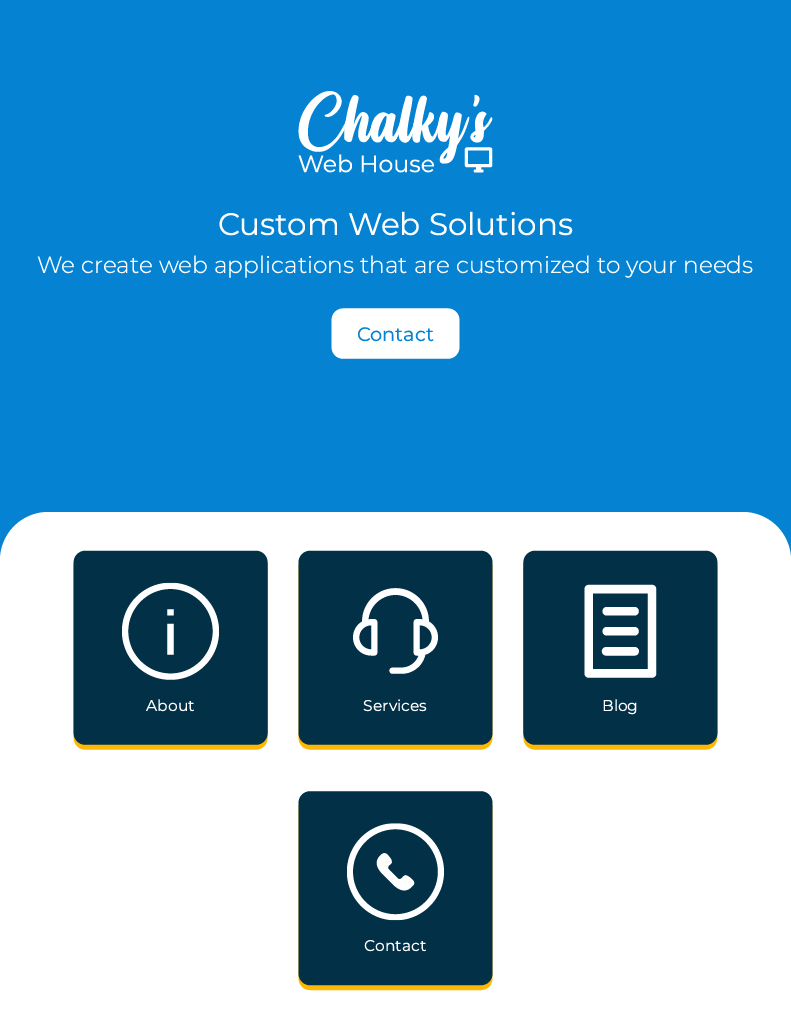 Chalky's
Web House
Custom Web Solutions
We create web applications that are customized to your needs
Contact
i
About
Services
Blog
Contact